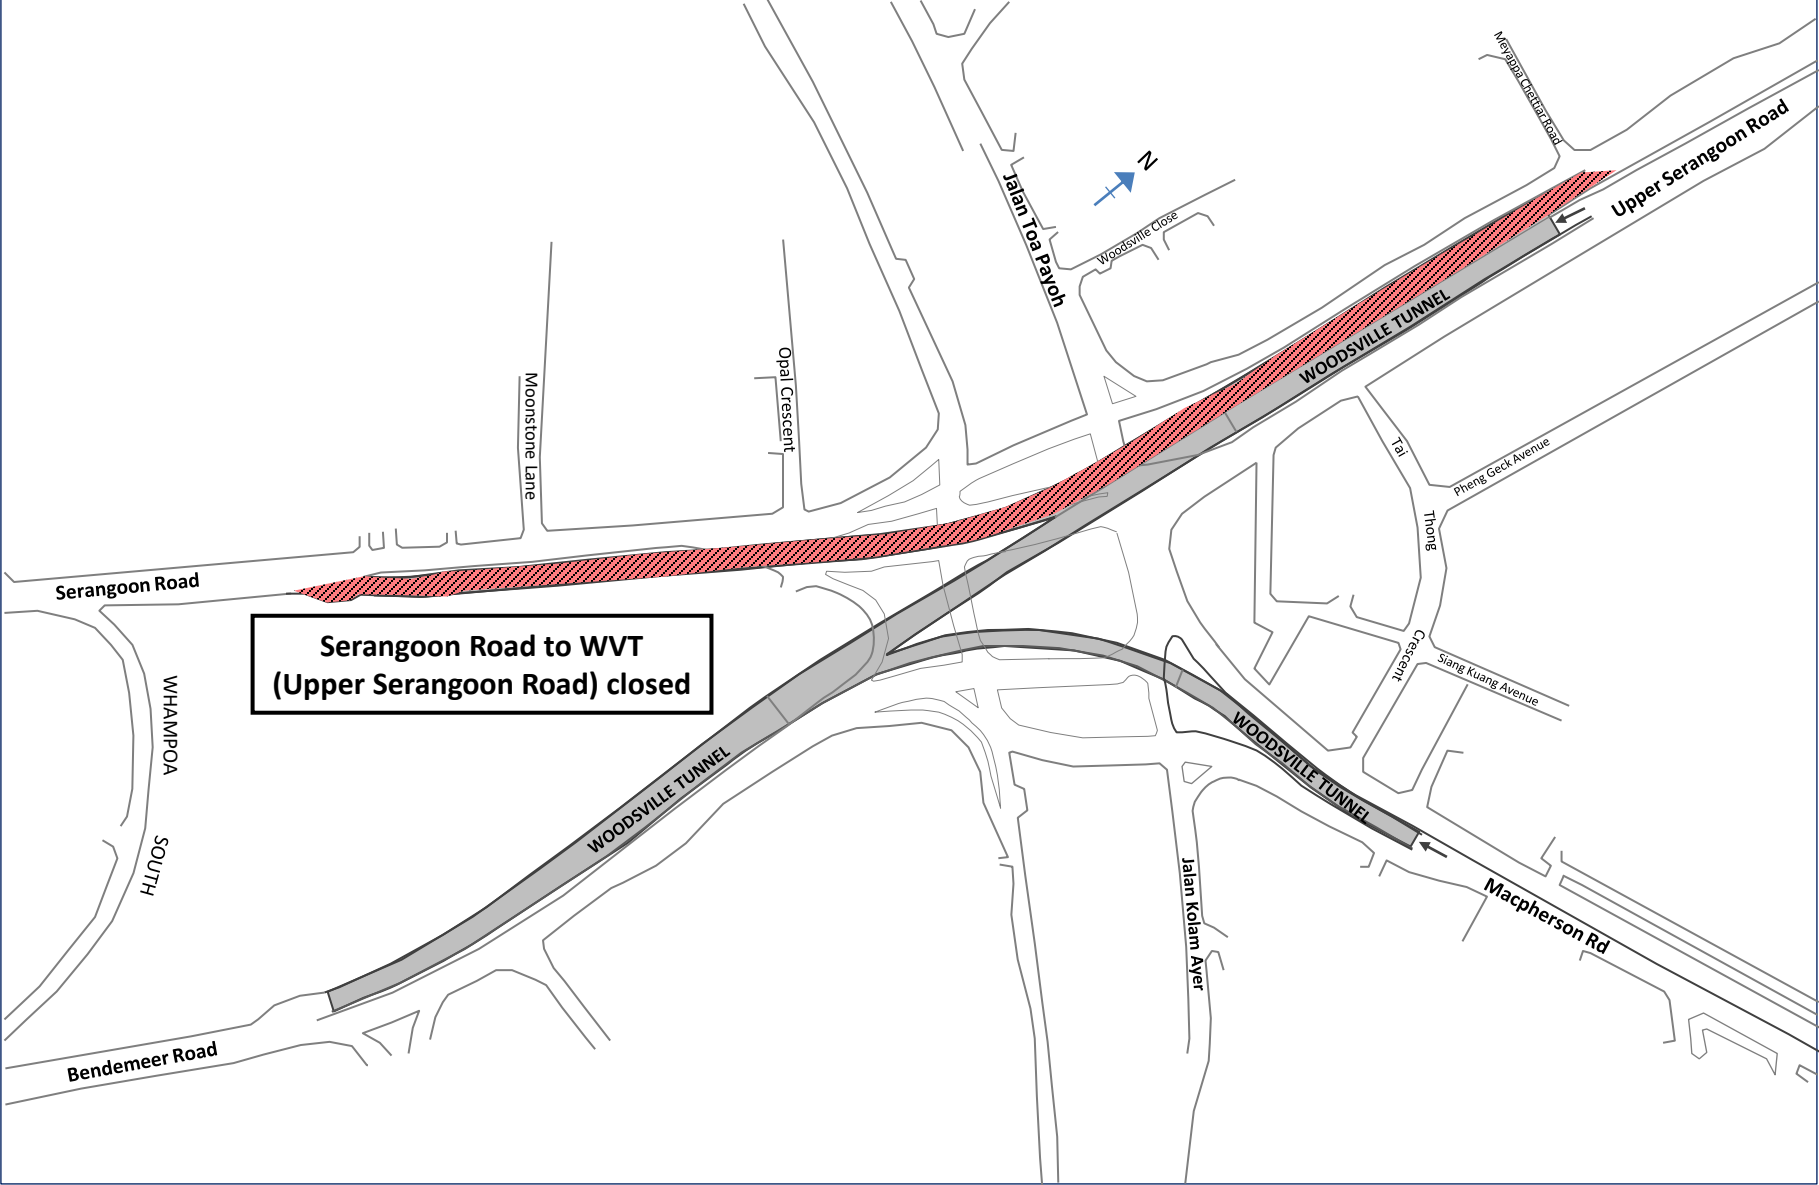 Meyappa Chettiar Road
Upper Serangoon Road
N
Jalan Toa Payoh
Woodsville Close
WOODSVILLE TUNNEL
Moonstone Lane
Opal Crescent
Tai
Thong
Crescent
Pheng Geck Avenue
Siang Kuang Avenue
Serangoon Road
Serangoon Road to WVT
(Upper Serangoon Road) closed
WHAMPOA
SOUTH
WOODSVILLE TUNNEL
WOODSVILLE TUNNEL
Jalan Kolam Ayer
Macpherson Rd
Bendemeer Road